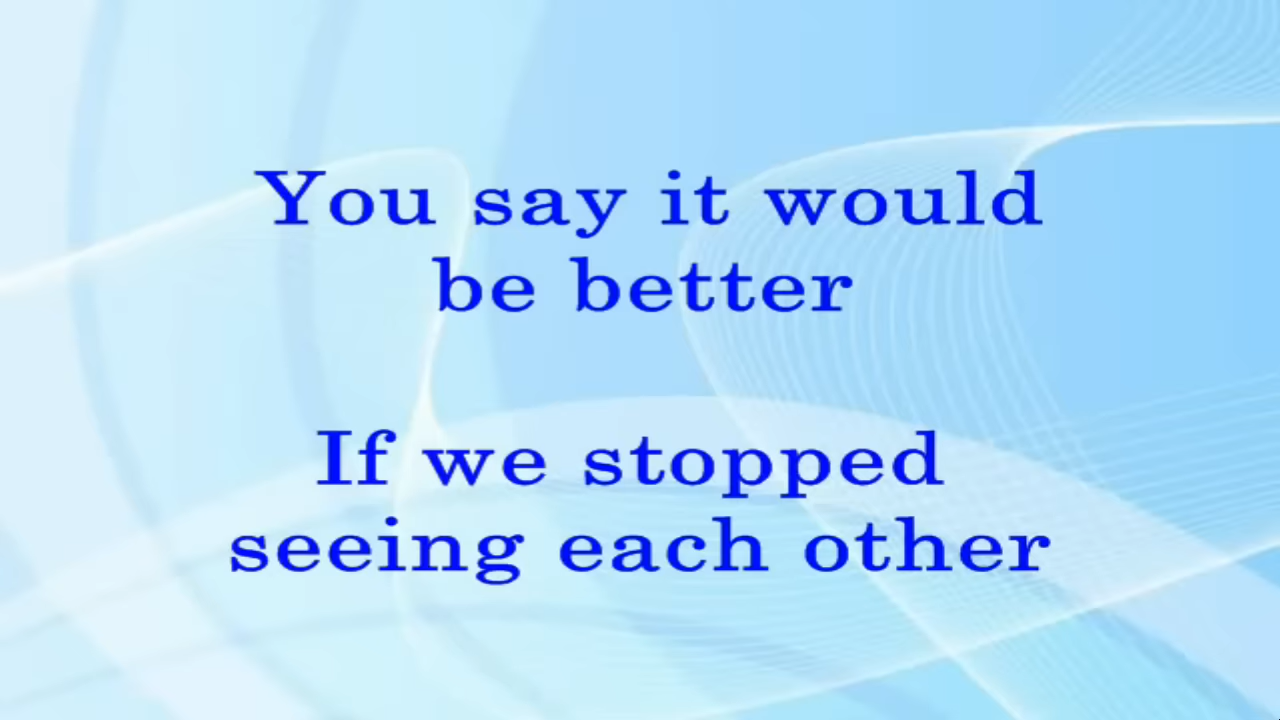 You say it would
be better
If we stopped
seeing each other